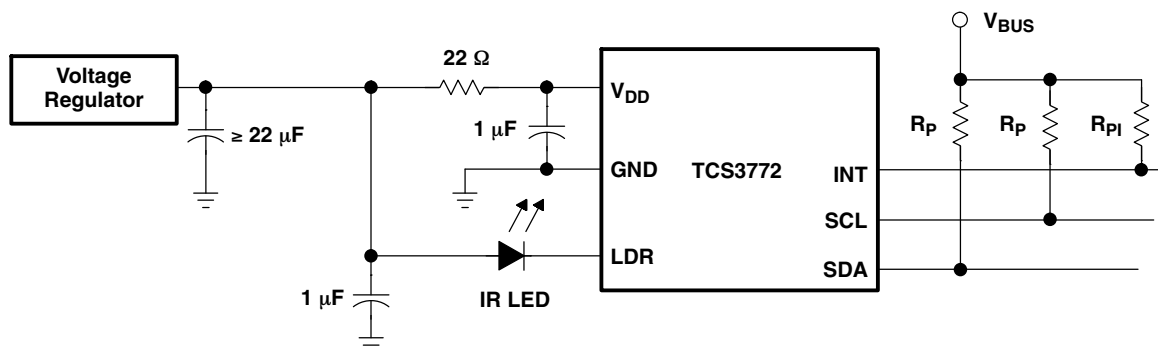 V_BUS
22 Ω
Voltage
Regulator
V_DD
R_P
R_P
R_PI
≥ 22 μF
1 μF
GND
TCS3772
INT
SCL
LDR
SDA
1 μF
IR LED